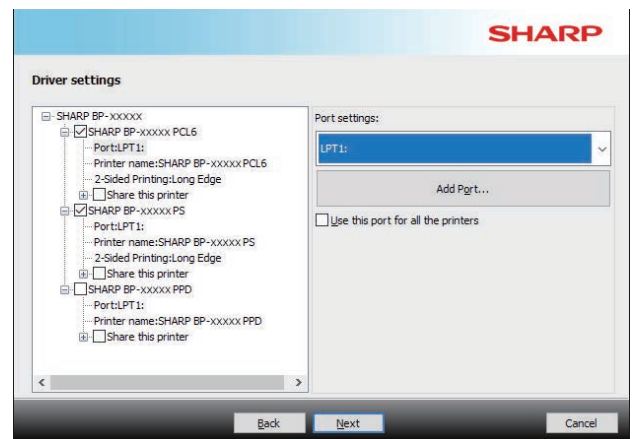 SHARP
Driver settings
SHARP BP-xxxxx
SHARP BP-xxxxx PCL6
Port:LPT1:
Printer name:SHARP BP-xxxxx PCL6
2-Sided Printing:Long Edge
Share this printer
SHARP BP-xxxxx PS
Port:LPT1:
Printer name:SHARP BP-xxxxx PS
2-Sided Printing:Long Edge
Share this printer
SHARP BP-xxxxx PPD
Port:LPT1:
Printer name:SHARP BP-xxxxx PPD
Share this printer
Port settings:
LPT1:
Add Port...
Use this port for all the printers
Back
Next
Cancel